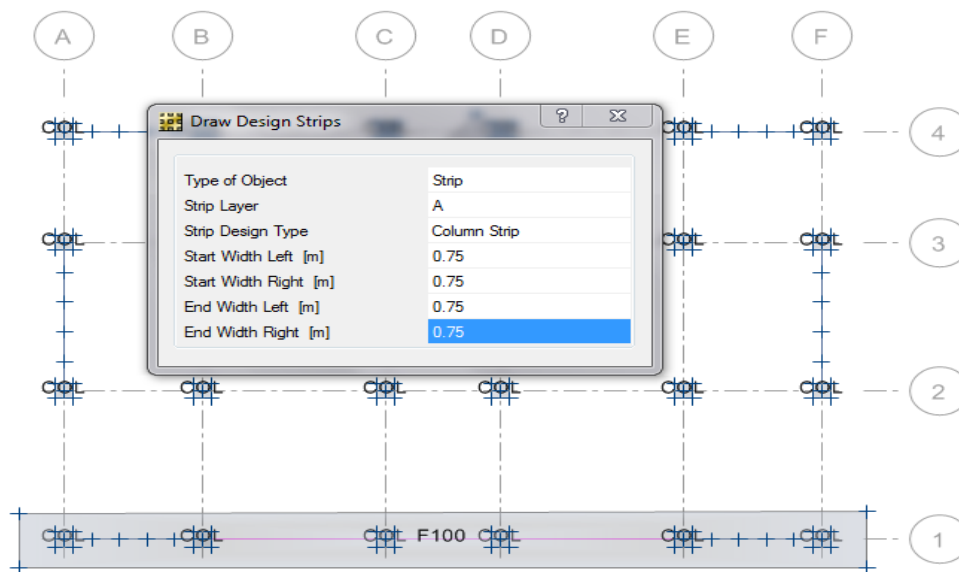 A B C D E F
Draw Design Strips
COL COL COL 4
Type of Object Strip
Strip Layer A
Strip Design Type Column Strip
Start Width Left [m] 0.75
Start Width Right [m] 0.75
End Width Left [m] 0.75
End Width Right [m] 0.75
COL COL COL 3
COL COL COL COL COL COL 2
COL COL COL F100 COL COL COL 1